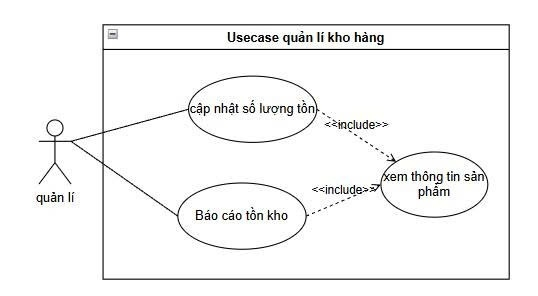 Usecase quản lí kho hàng
cập nhật số lượng tồn
<<include>>
xem thông tin sản
phẩm
<<include>>
Báo cáo tồn kho
quản lí